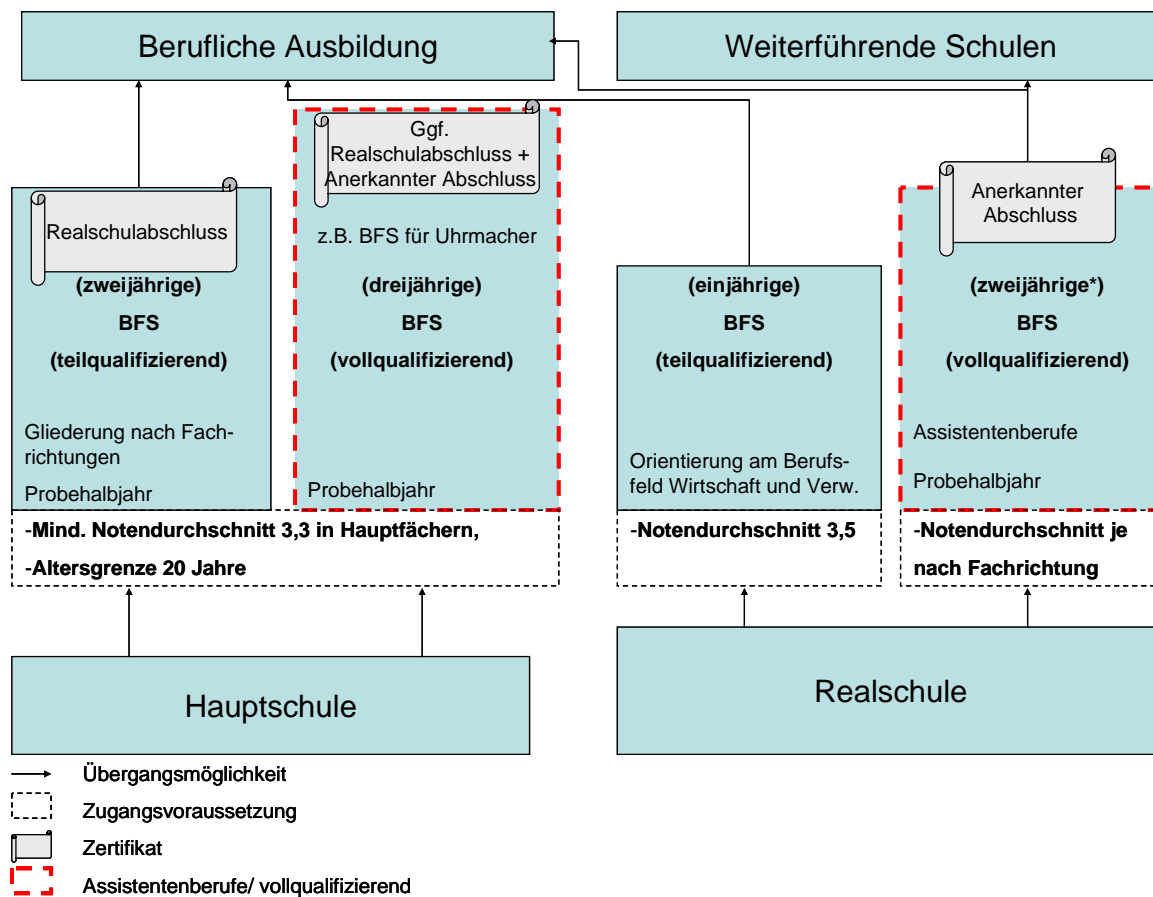 Berufliche Ausbildung
Weiterführende Schulen
Ggf.
Realschulabschluss +
Anerkannter Abschluss
Realschulabschluss
Anerkannter
Abschluss
z.B. BFS für Uhrmacher
(zweijährige)
BFS
(teilqualifizierend)
(dreijährige)
BFS
(vollqualifizierend)
(einjährige)
BFS
(teilqualifizierend)
(zweijährige*)
BFS
(vollqualifizierend)
Gliederung nach Fach-
richtungen
Probehalbjahr
Probehalbjahr
Orientierung am Berufs-
feld Wirtschaft und Verw.
Assistentenberufe
Probehalbjahr
-Mind. Notendurchschnitt 3,3 in Hauptfächern,
-Altersgrenze 20 Jahre
-Notendurchschnitt 3,5
-Notendurchschnitt je
nach Fachrichtung
Hauptschule
Realschule
Übergangsmöglichkeit
Zugangsvoraussetzung
Zertifikat
Assistentenberufe/ vollqualifizierend